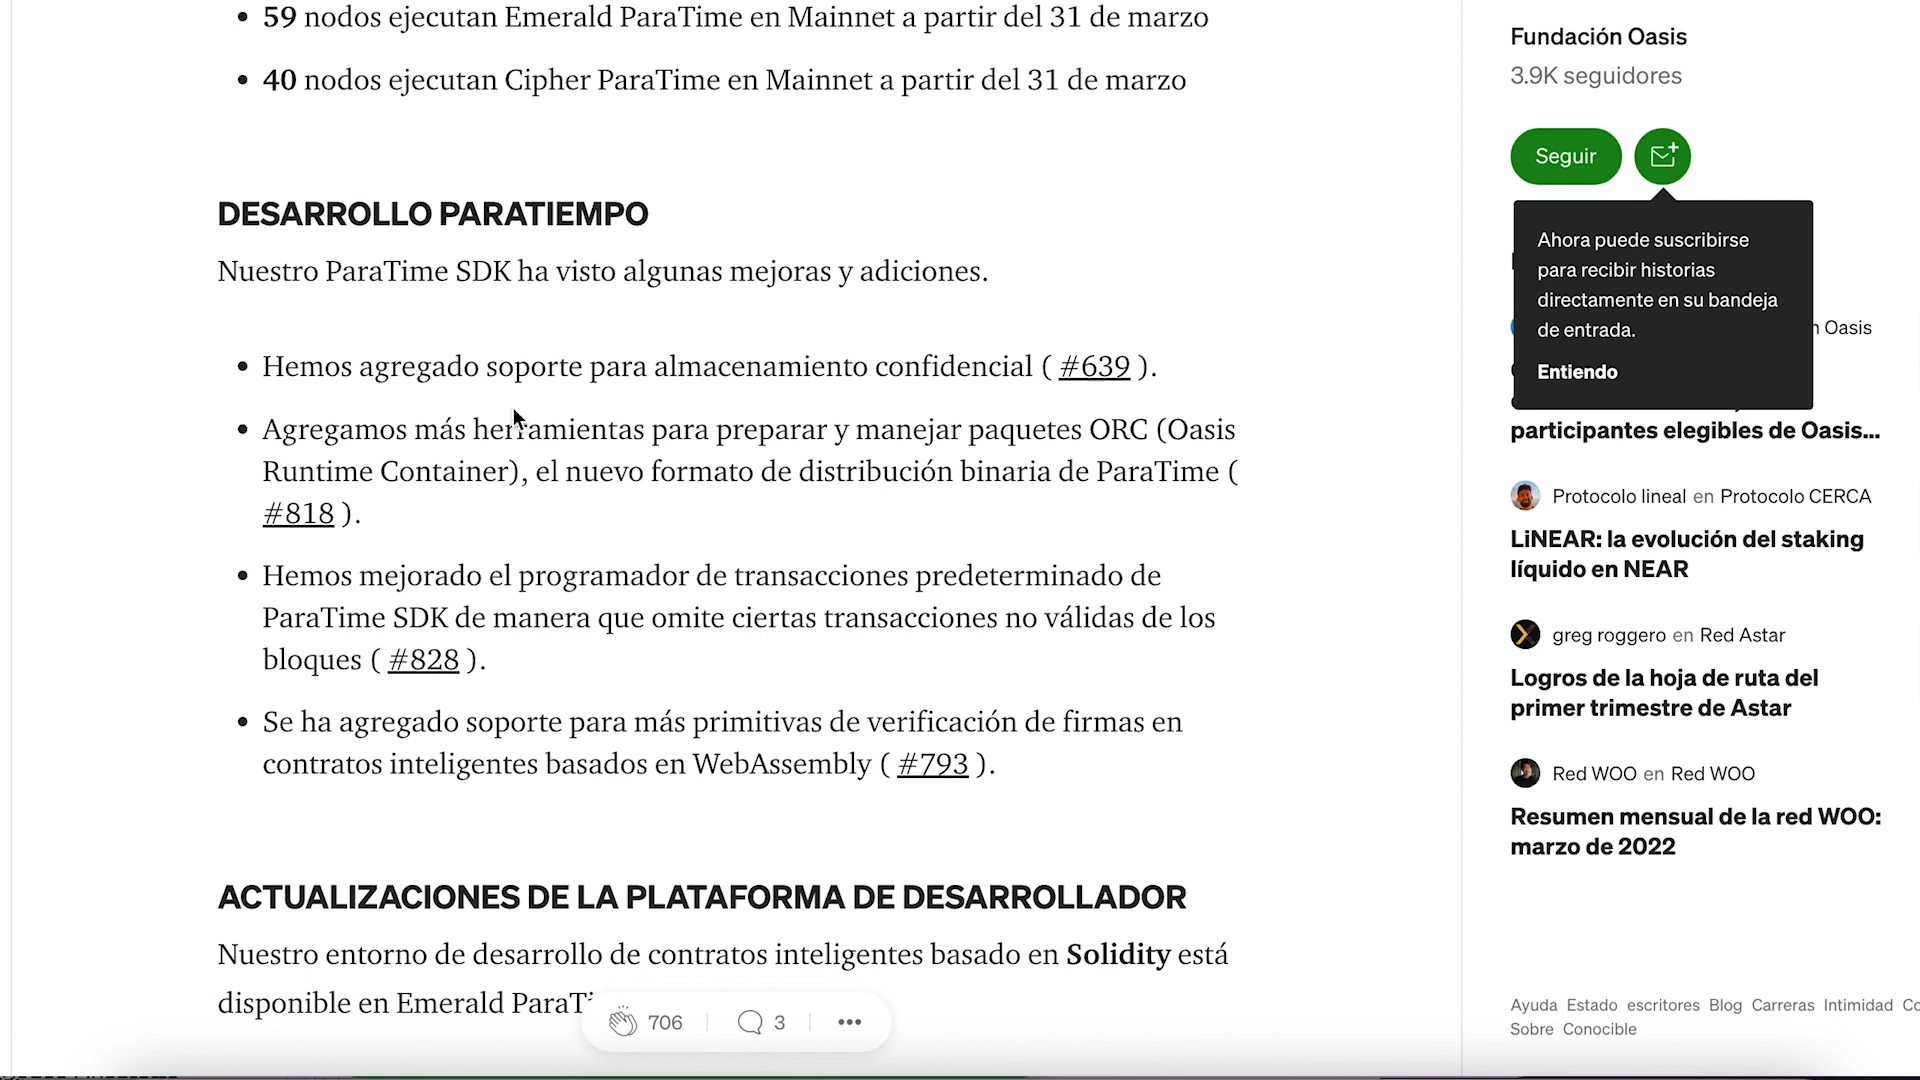 59 nodos ejecutan Emerald ParaTime en Mainnet a partir del 31 de marzo
40 nodos ejecutan Cipher ParaTime en Mainnet a partir del 31 de marzo
DESARROLLO PARATIEMPO
Nuestro ParaTime SDK ha visto algunas mejoras y adiciones.
Hemos agregado soporte para almacenamiento confidencial ( #639 ).
Agregamos más herramientas para preparar y manejar paquetes ORC (Oasis
Runtime Container), el nuevo formato de distribución binaria de ParaTime (
#818 ).
Hemos mejorado el programador de transacciones predeterminado de
ParaTime SDK de manera que omite ciertas transacciones no válidas de los
bloques ( #828 ).
Se ha agregado soporte para más primitivas de verificación de firmas en
contratos inteligentes basados en WebAssembly ( #793 ).
ACTUALIZACIONES DE LA PLATAFORMA DE DESARROLLADOR
Nuestro entorno de desarrollo de contratos inteligentes basado en Solidity está
disponible en Emerald
706
3
Fundación Oasis
3.9K seguidores
Seguir
Ahora puede suscribirse
para recibir historias
directamente en su bandeja
de entrada.
Entiendo
Oasis
participantes elegibles de Oasis...
Protocolo lineal en Protocolo CERCA
LiNEAR: la evolución del staking
líquido en NEAR
greg roggero en Red Astar
Logros de la hoja de ruta del
primer trimestre de Astar
Red WOO en Red WOO
Resumen mensual de la red WOO:
marzo de 2022
Ayuda Estado escritores Blog Carreras Intimidad
Sobre Conocible